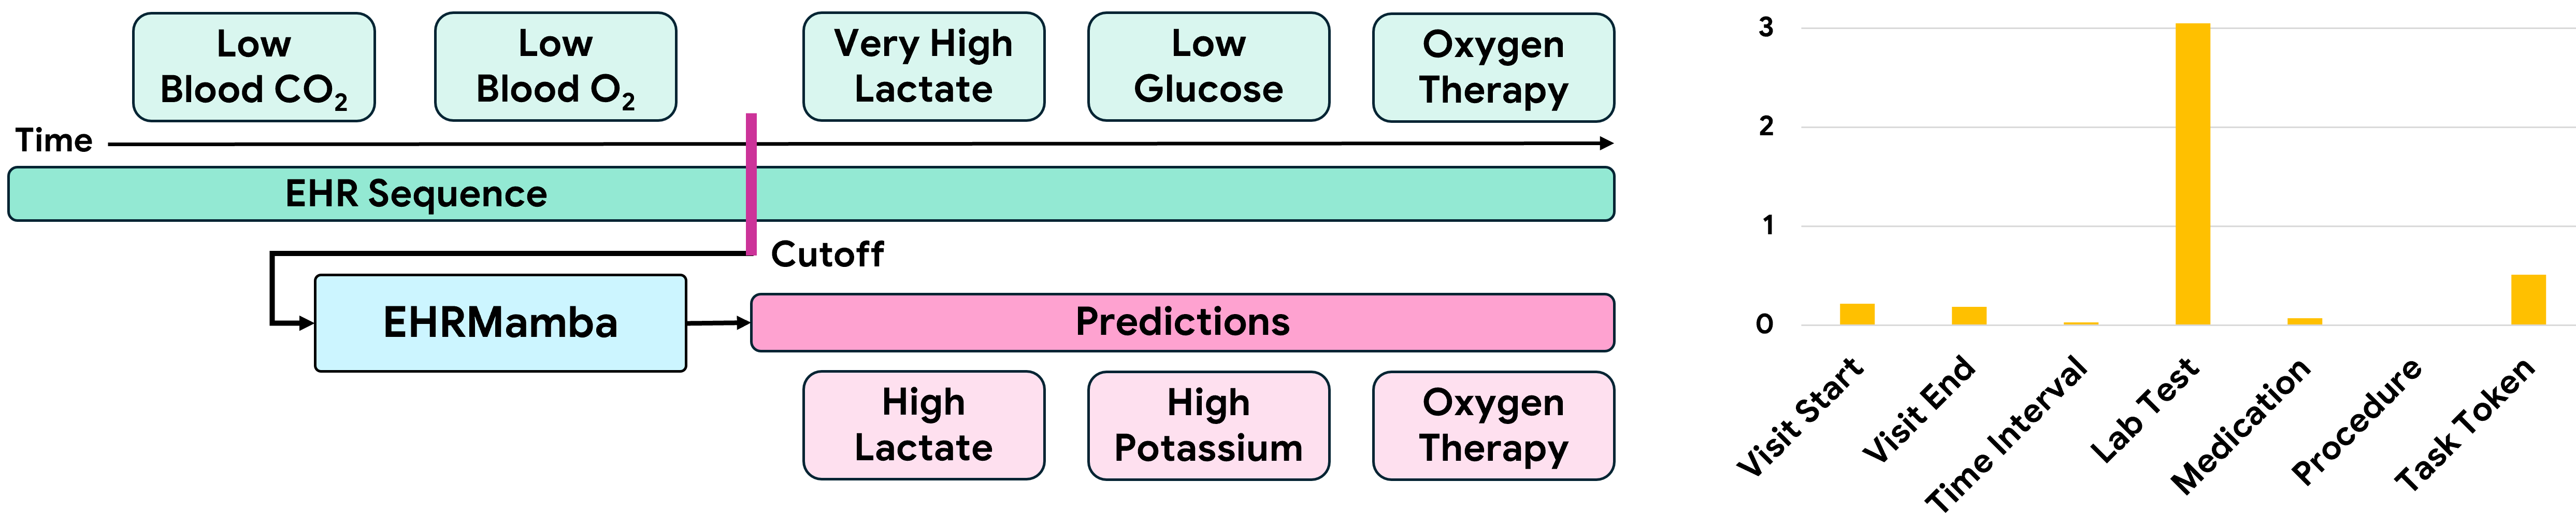 Low
Blood CO₂
Low
Blood O₂
Very High
Lactate
Low
Glucose
Oxygen
Therapy
Time
EHR Sequence
Cutoff
EHRMamba
Predictions
High
Lactate
High
Potassium
Oxygen
Therapy
3
2
1
0
Visit Start
Visit End
Time Interval
Lab Test
Medication
Procedure
Task Token